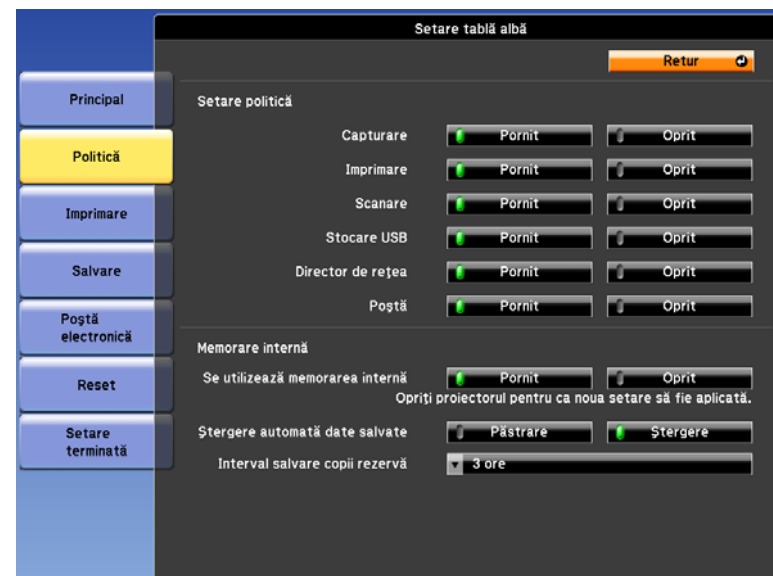 Setare tablă albă
Retur
Principal
Politică
Imprimare
Salvare
Poştă
electronică
Reset
Setare
terminată
Setare politică
Capturare Pornit Oprit
Imprimare Pornit Oprit
Scanare Pornit Oprit
Stocare USB Pornit Oprit
Director de reţea Pornit Oprit
Poştă Pornit Oprit
Memorare internă
Se utilizează memorarea internă Pornit Oprit
Opriţi proiectorul pentru ca noua setare să fie aplicată.
Ştergere automată date salvate Păstrare Ştergere
Interval salvare copii rezervă 3 ore